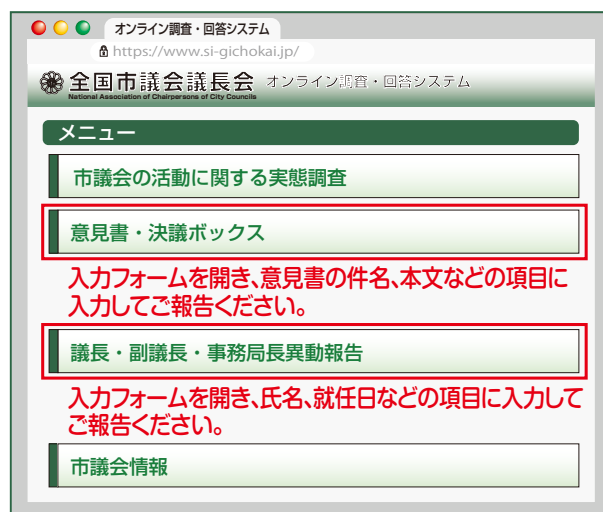 オンライン調査・回答システム
https://www.si-gichokai.jp/
全国市議会議長会 オンライン調査・回答システム
National Association of Chairpersons of City Councils
メニュー
市議会の活動に関する実態調査
意見書・決議ボックス
入力フォームを開き、意見書の件名、本文などの項目に
入力してご報告ください。
議長・副議長・事務局長異動報告
入力フォームを開き、氏名、就任日などの項目に入力して
ご報告ください。
市議会情報